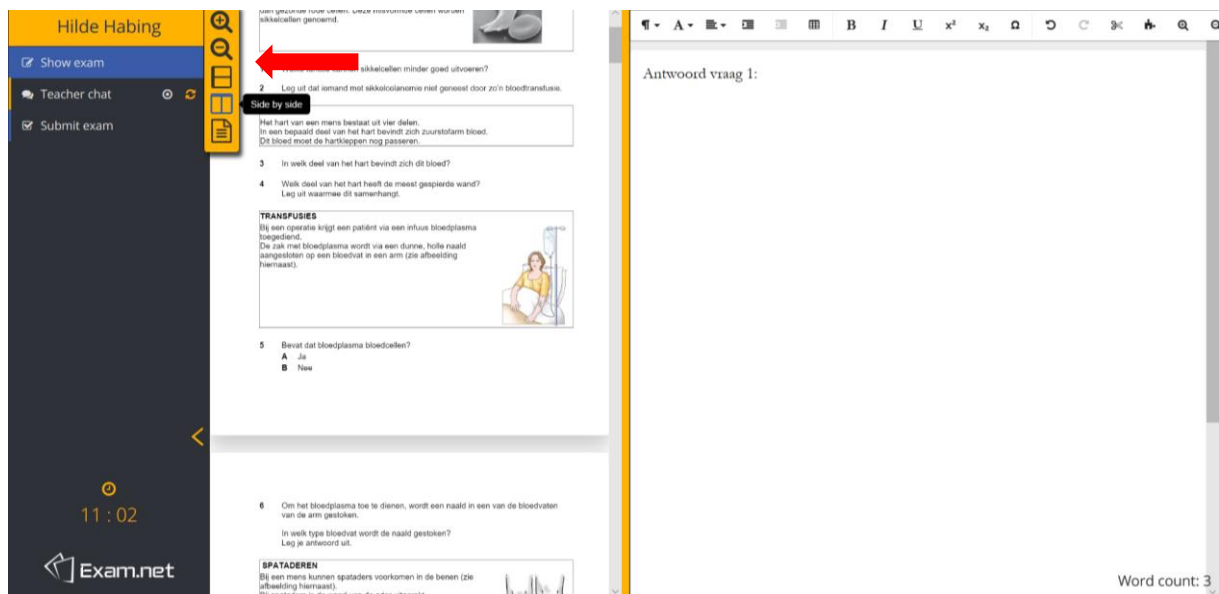 Hilde Habing
Show exam
Teacher chat
Submit exam
11 : 02
Exam.net
Side by side
sikkelcellen genoemd.
sikkelcellen minder goed uitvoeren?
2 Leg uit dat iemand met sikkelcelanemie niet geneest door zo'n bloedtransfusie.
Het hart van een mens bestaat uit vier delen.
In een bepaald deel van het hart bevindt zich zuurstofarm bloed.
Dit bloed moet de hartkleppen nog passeren.
3 In welk deel van het hart bevindt zich dit bloed?
4 Welk deel van het hart heeft de meest gespierde wand?
Leg uit waarmee dit samenhangt.
TRANSFUSIES
Bij een operatie krijgt een patiënt via een infuus bloedplasma
toegediend.
De zak met bloedplasma wordt via een dunne, holle naald
aangesloten op een bloedvat in een arm (zie afbeelding
hiernaast).
5 Bevat dat bloedplasma bloedcellen?
A Ja
B Nee
6 Om het bloedplasma toe te dienen, wordt een naald in een van de bloedvaten
van de arm gestoken.
In welk type bloedvat wordt de naald gestoken?
Leg je antwoord uit.
SPATADEREN
Bij een mens kunnen spataders voorkomen in de benen (zie
afbeelding hiernaast).
A B I U x² x₂ Ω
Antwoord vraag 1:
Word count: 3